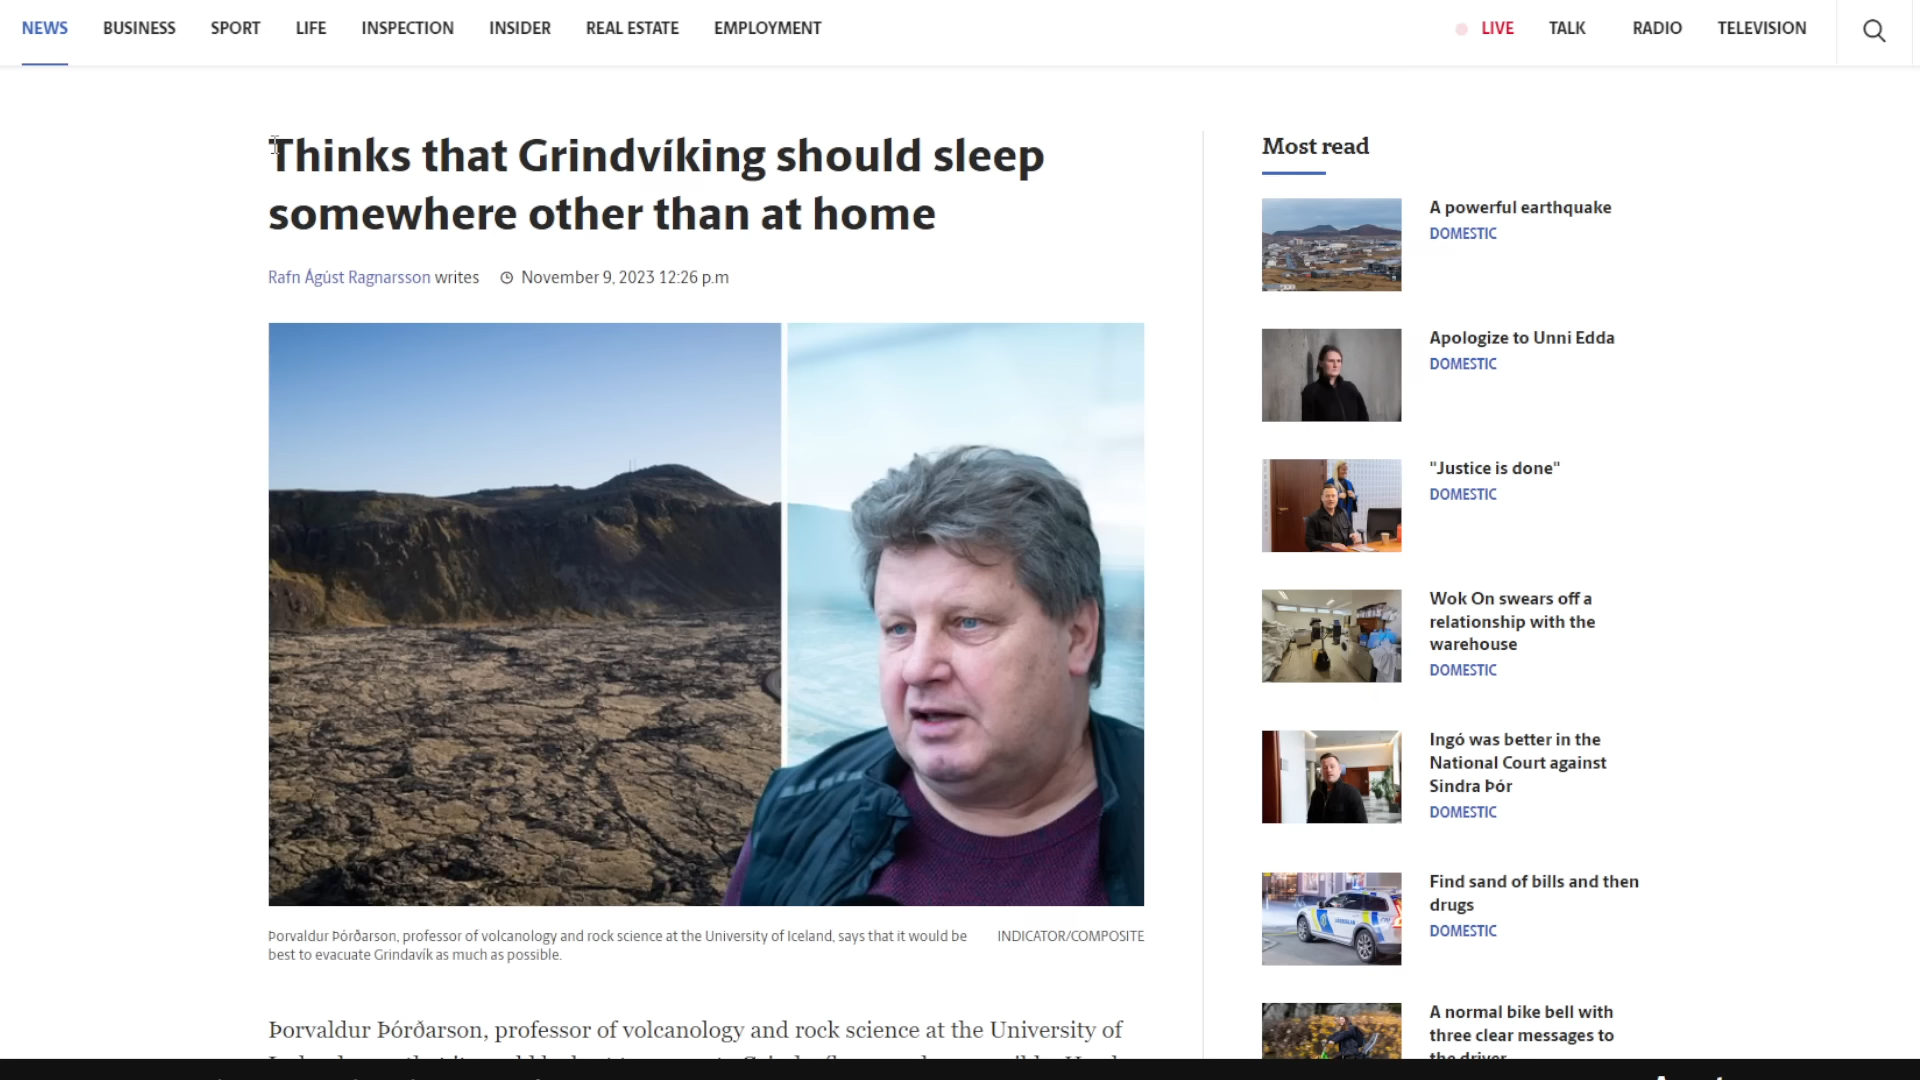 NEWS BUSINESS SPORT LIFE INSPECTION INSIDER REAL ESTATE EMPLOYMENT LIVE TALK RADIO TELEVISION
Thinks that Grindvíking should sleep
somewhere other than at home
Rafn Ágúst Ragnarsson writes November 9, 2023 12:26 p.m
Þorvaldur Þórðarson, professor of volcanology and rock science at the University of Iceland, says that it would be
best to evacuate Grindavík as much as possible.
INDICATOR/COMPOSITE
Þorvaldur Þórðarson, professor of volcanology and rock science at the University of
Most read
A powerful earthquake
DOMESTIC
Apologize to Unni Edda
DOMESTIC
"Justice is done"
DOMESTIC
Wok On swears off a
relationship with the
warehouse
DOMESTIC
Ingó was better in the
National Court against
Sindra Þór
DOMESTIC
Find sand of bills and then
drugs
DOMESTIC
A normal bike bell with
three clear messages to
the driver